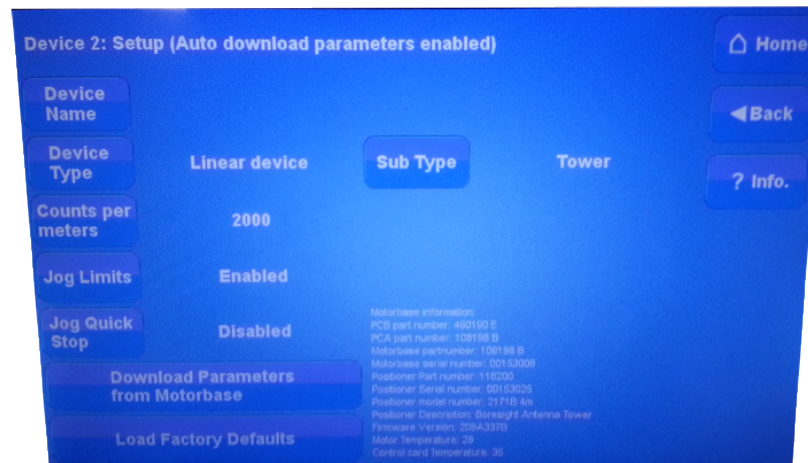 Device 2: Setup (Auto download parameters enabled)
Home
Device
Name
Back
Device
Type
Linear device
Sub Type
Tower
? Info.
Counts per
meters
2000
Jog Limits
Enabled
Jog Quick
Stop
Disabled
Download Parameters
from Motorbase
Load Factory Defaults
Motorbase information:
PCB part number: 460190 E
PCA part number: 108198 B
Motorbase partnumber: 106198 B
Motorbase serial number: 00153006
Positioner Part number: 118200
Positioner Serial number: 00153025
Positioner model number: 2171B 4m
Positioner Description: Boresight Antenna Tower
Firmware Version: 209A337B
Motor Temperature: 28
Control card Temperature: 35